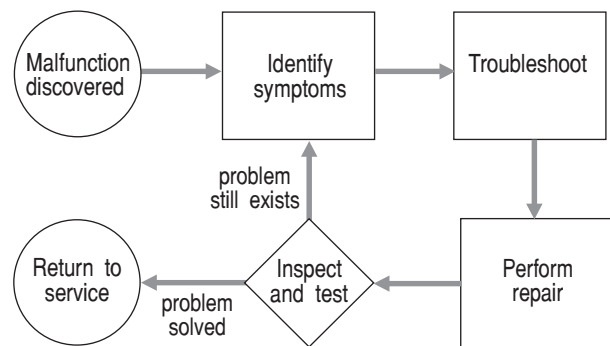 Malfunction
discovered
Identify
symptoms
Troubleshoot
problem
still exists
Return to
service
problem
solved
Inspect
and test
Perform
repair